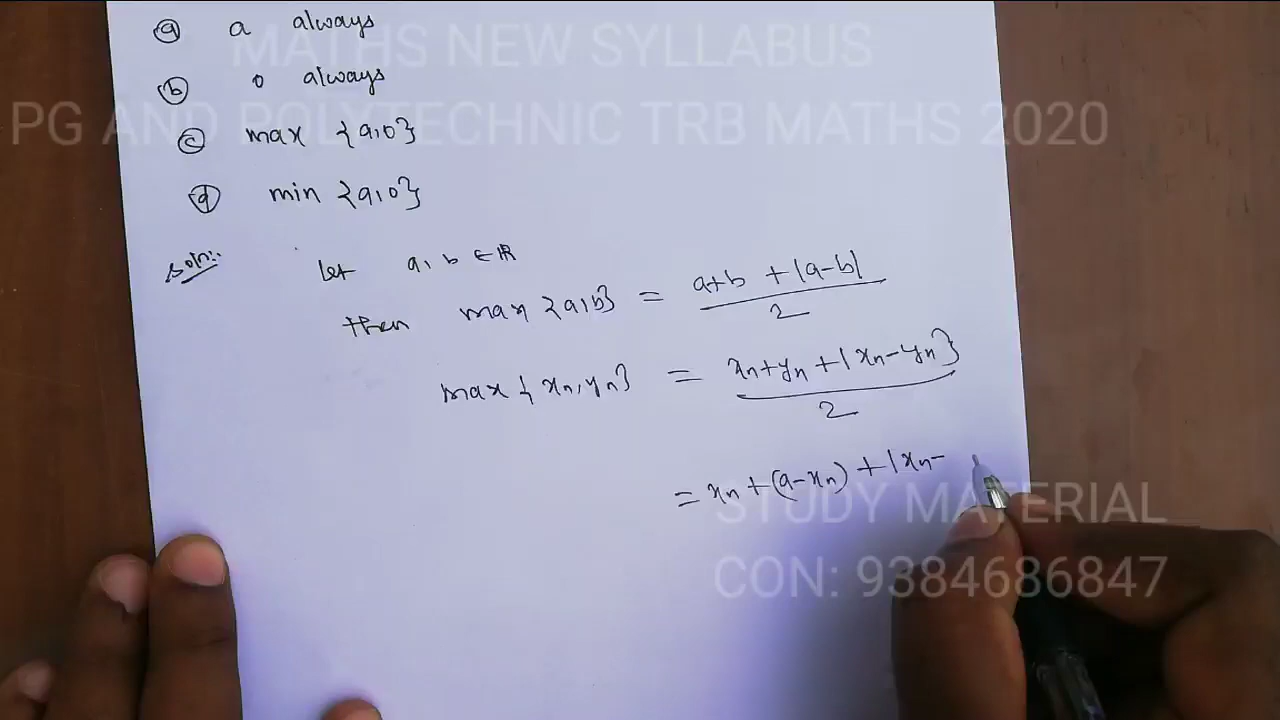 MATHS NEW SYLLABUS
PG AND POLYTECHNIC TRB MATHS 2020
ⓐ a always
ⓑ 0 always
ⓒ max {a,0}
ⓓ min {a,0}
Soln:- let a, b ∈ ℝ
then max {a,b} = a+b + |a-b| / 2
max {xₙ,yₙ} = xₙ+yₙ + |xₙ-yₙ} / 2
= xₙ + (a-xₙ) + |xₙ-
STUDY MATERIAL
CON: 9384686847